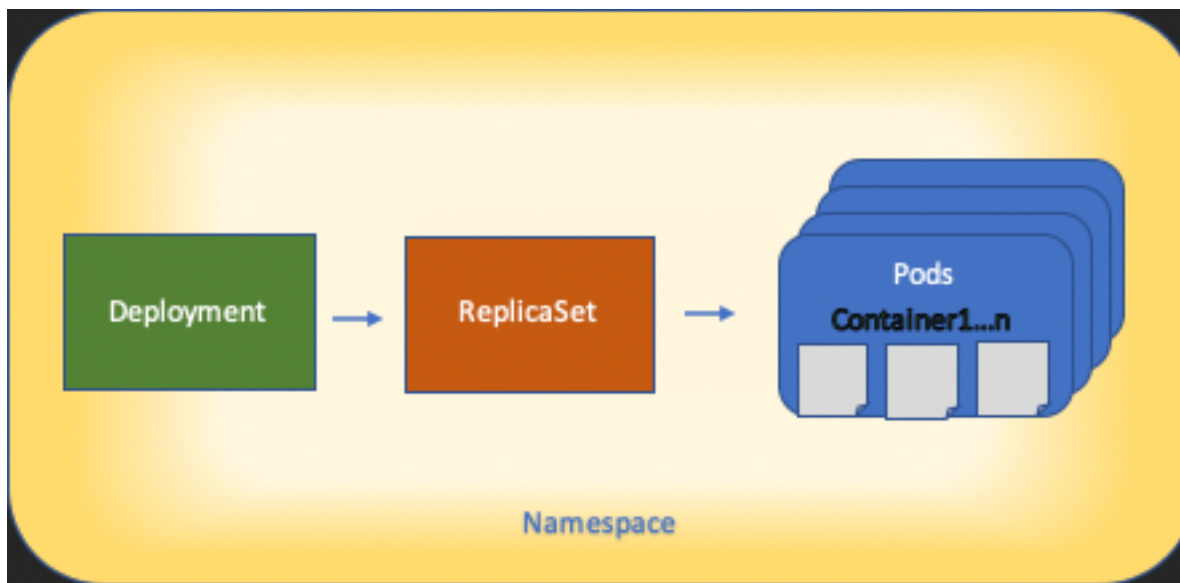 Deployment
ReplicaSet
Pods
Container1...n
Namespace